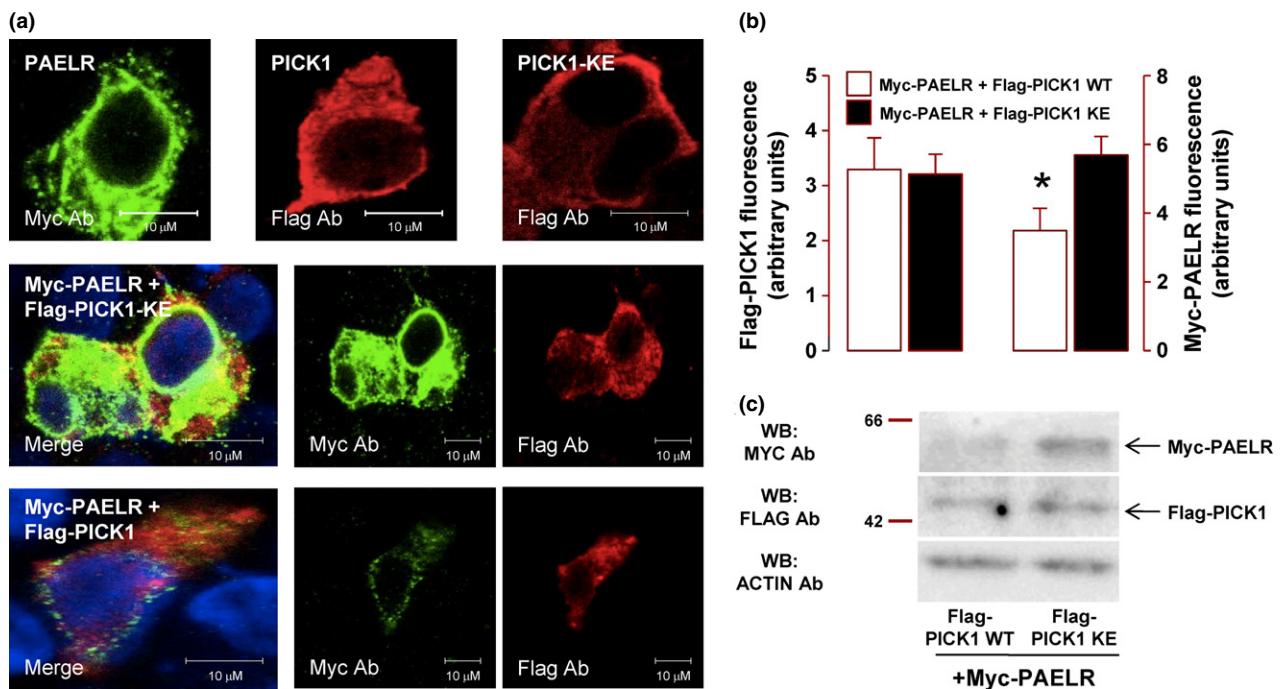 (a)
PAELR
Myc Ab
10 µM
PICK1
Flag Ab
10 µM
PICK1-KE
Flag Ab
10 µM
Myc-PAELR +
Flag-PICK1-KE
Merge
10 µM
Myc Ab
10 µM
Flag Ab
10 µM
Myc-PAELR +
Flag-PICK1
Merge
10 µM
Myc Ab
10 µM
Flag Ab
10 µM
(b)
Flag-PICK1 fluorescence
(arbitrary units)
5
4
3
2
1
0
Myc-PAELR + Flag-PICK1 WT
Myc-PAELR + Flag-PICK1 KE
*
8
6
4
2
0
Myc-PAELR fluorescence
(arbitrary units)
(c)
WB:
MYC Ab
66
Myc-PAELR
WB:
FLAG Ab
42
Flag-PICK1
WB:
ACTIN Ab
Flag-
PICK1 WT
Flag-
PICK1 KE
+Myc-PAELR